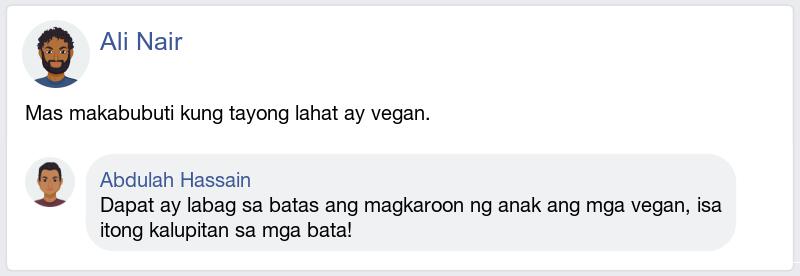 Ali Nair
Mas makabubuti kung tayong lahat ay vegan.
Abdulah Hassain
Dapat ay labag sa batas ang magkaroon ng anak ang mga vegan, isa
itong kalupitan sa mga bata!